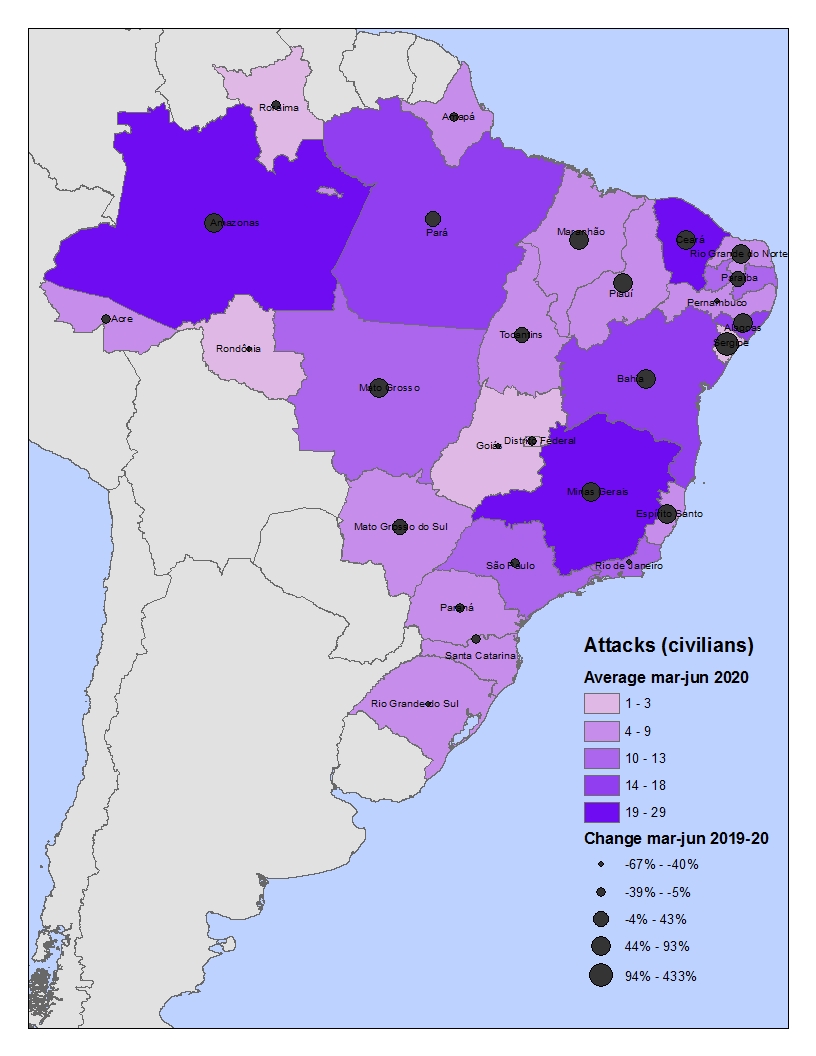 Roraima
Amapá
Amazonas
Pará
Maranhão
Ceará
Rio Grande do Norte
Paraíba
Piauí
Pernambuco
Acre
Alagoas
Tocantins
Sergipe
Rondônia
Bahia
Mato Grosso
Distrito Federal
Goiás
Minas Gerais
Espírito Santo
Mato Grosso do Sul
São Paulo
Rio de Janeiro
Paraná
Santa Catarina
Rio Grande do Sul
Attacks (civilians)
Average mar-jun 2020
1 - 3
4 - 9
10 - 13
14 - 18
19 - 29
Change mar-jun 2019-20
-67% - -40%
-39% - -5%
-4% - 43%
44% - 93%
94% - 433%